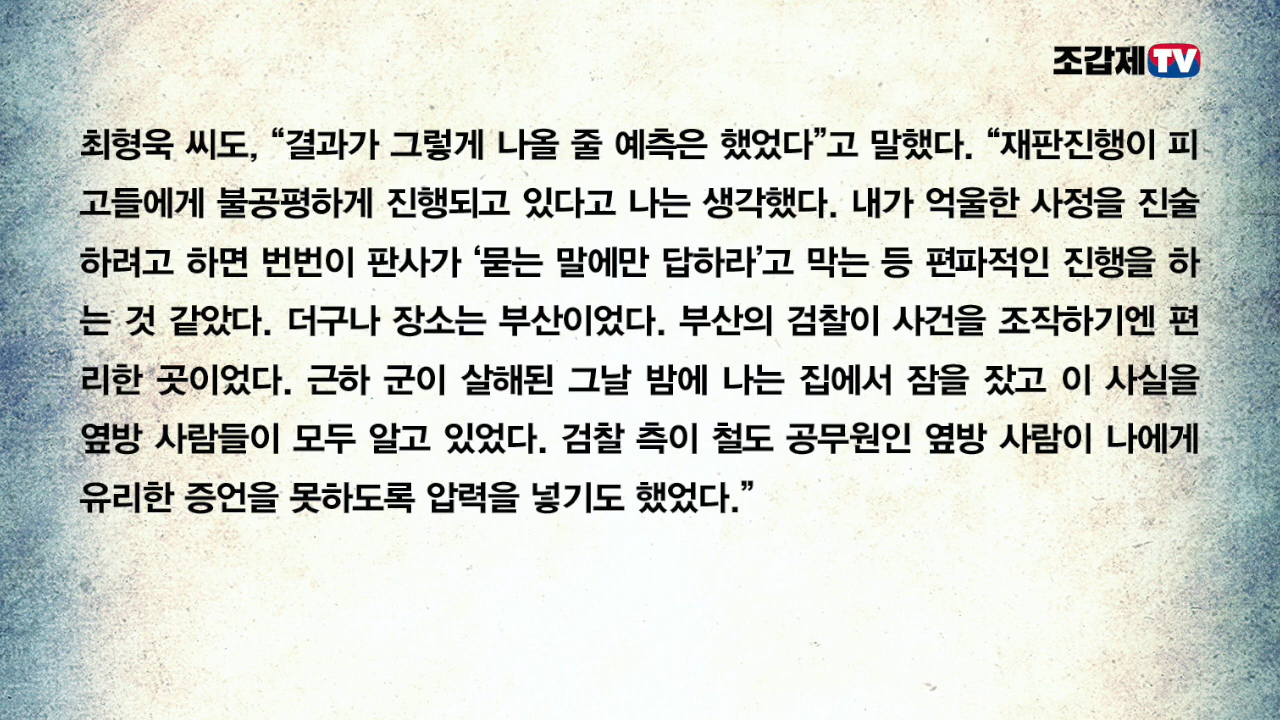 조갑제TV
최형욱 씨도, “결과가 그렇게 나올 줄 예측은 했었다”고 말했다. “재판진행이 피
고들에게 불공평하게 진행되고 있다고 나는 생각했다. 내가 억울한 사정을 진술
하려고 하면 번번이 판사가 ‘묻는 말에만 답하라’고 막는 등 편파적인 진행을 하
는 것 같았다. 더구나 장소는 부산이었다. 부산의 검찰이 사건을 조작하기엔 편
리한 곳이었다. 근하 군이 살해된 그날 밤에 나는 집에서 잠을 잤고 이 사실을
옆방 사람들이 모두 알고 있었다. 검찰 측이 철도 공무원인 옆방 사람이 나에게
유리한 증언을 못하도록 압력을 넣기도 했었다.”